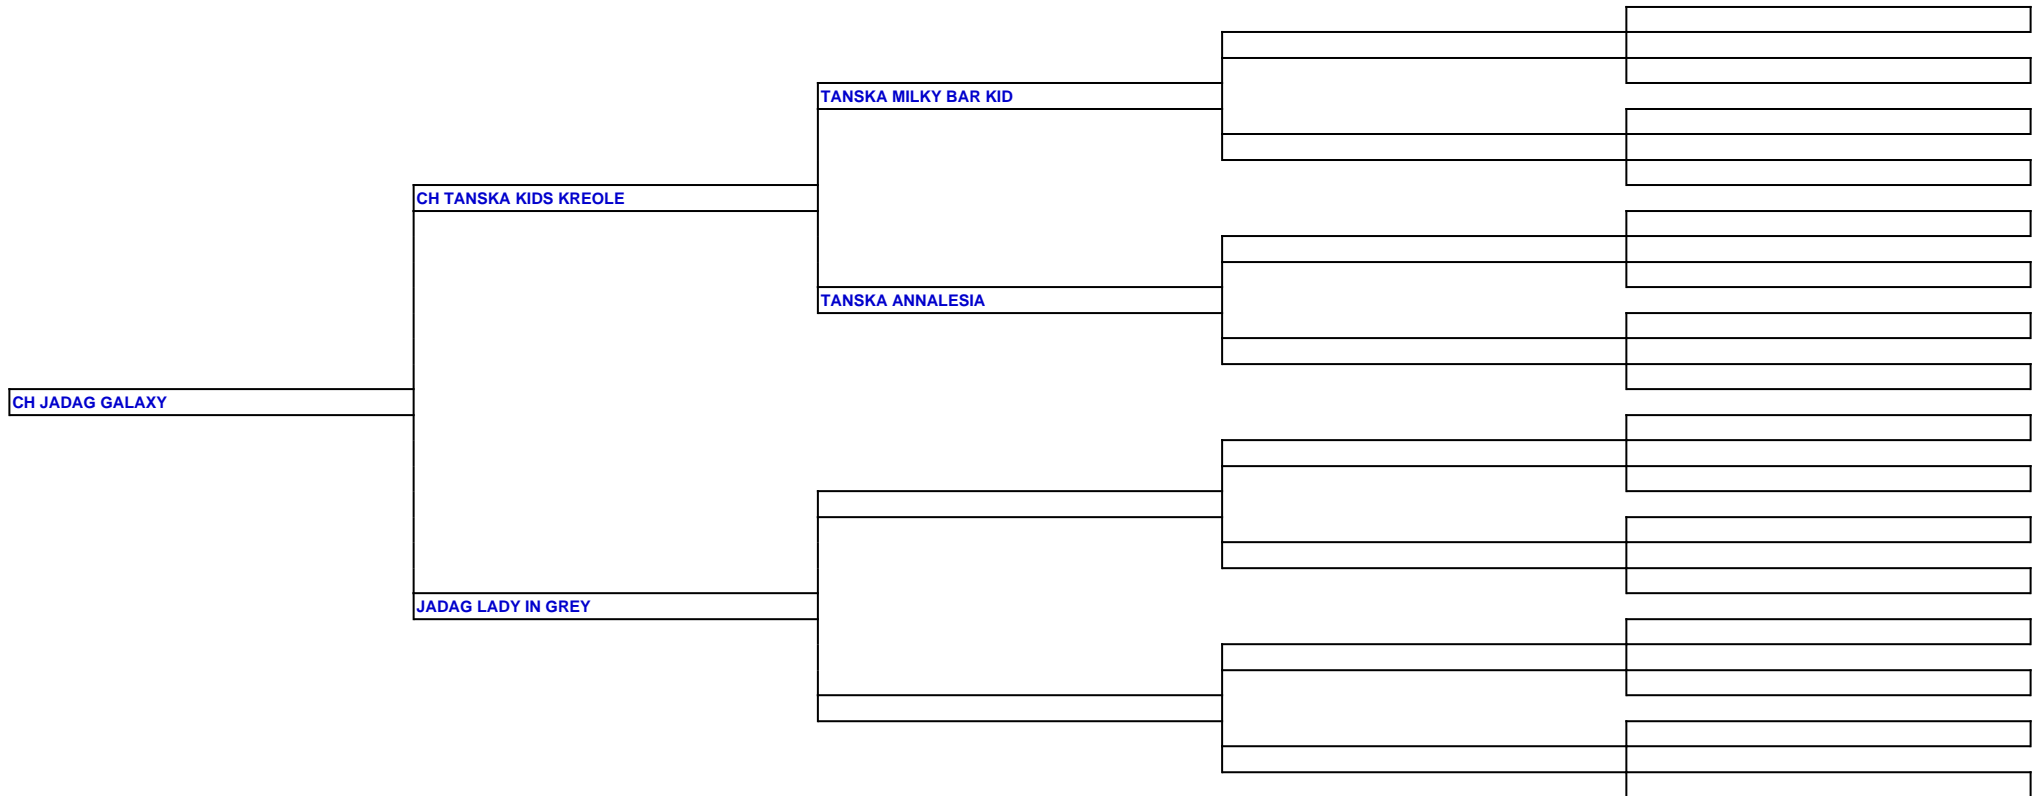 TANSKA MILKY BAR KID
CH TANSKA KIDS KREOLE
TANSKA ANNALESIA
CH JADAG GALAXY
JADAG LADY IN GREY